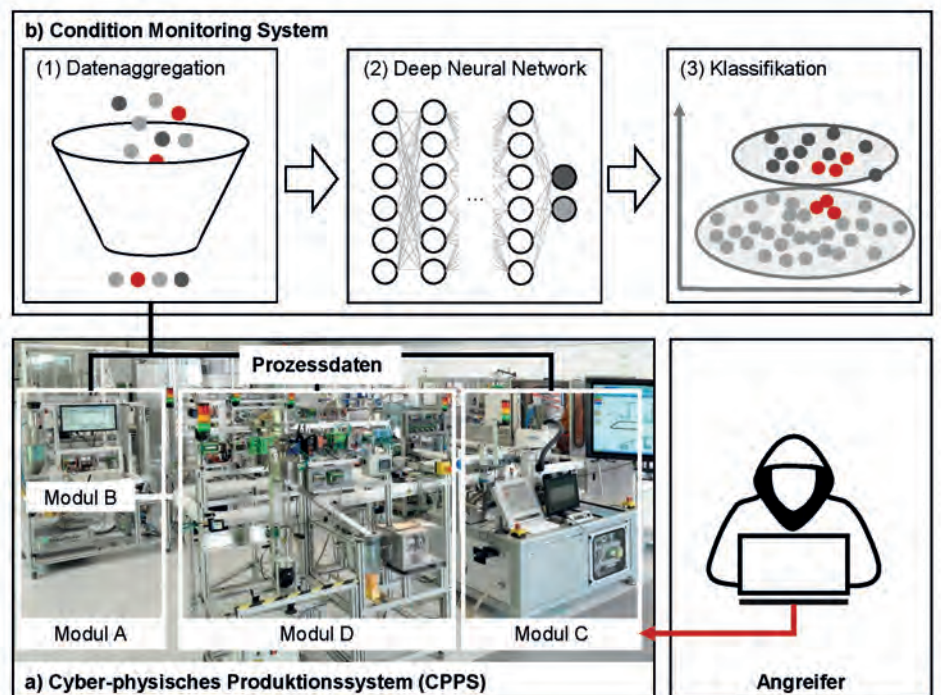 b) Condition Monitoring System
(1) Datenaggregation
(2) Deep Neural Network
(3) Klassifikation
...
Prozessdaten
Modul B
Modul A
Modul D
Modul C
a) Cyber-physisches Produktionssystem (CPPS)
Angreifer